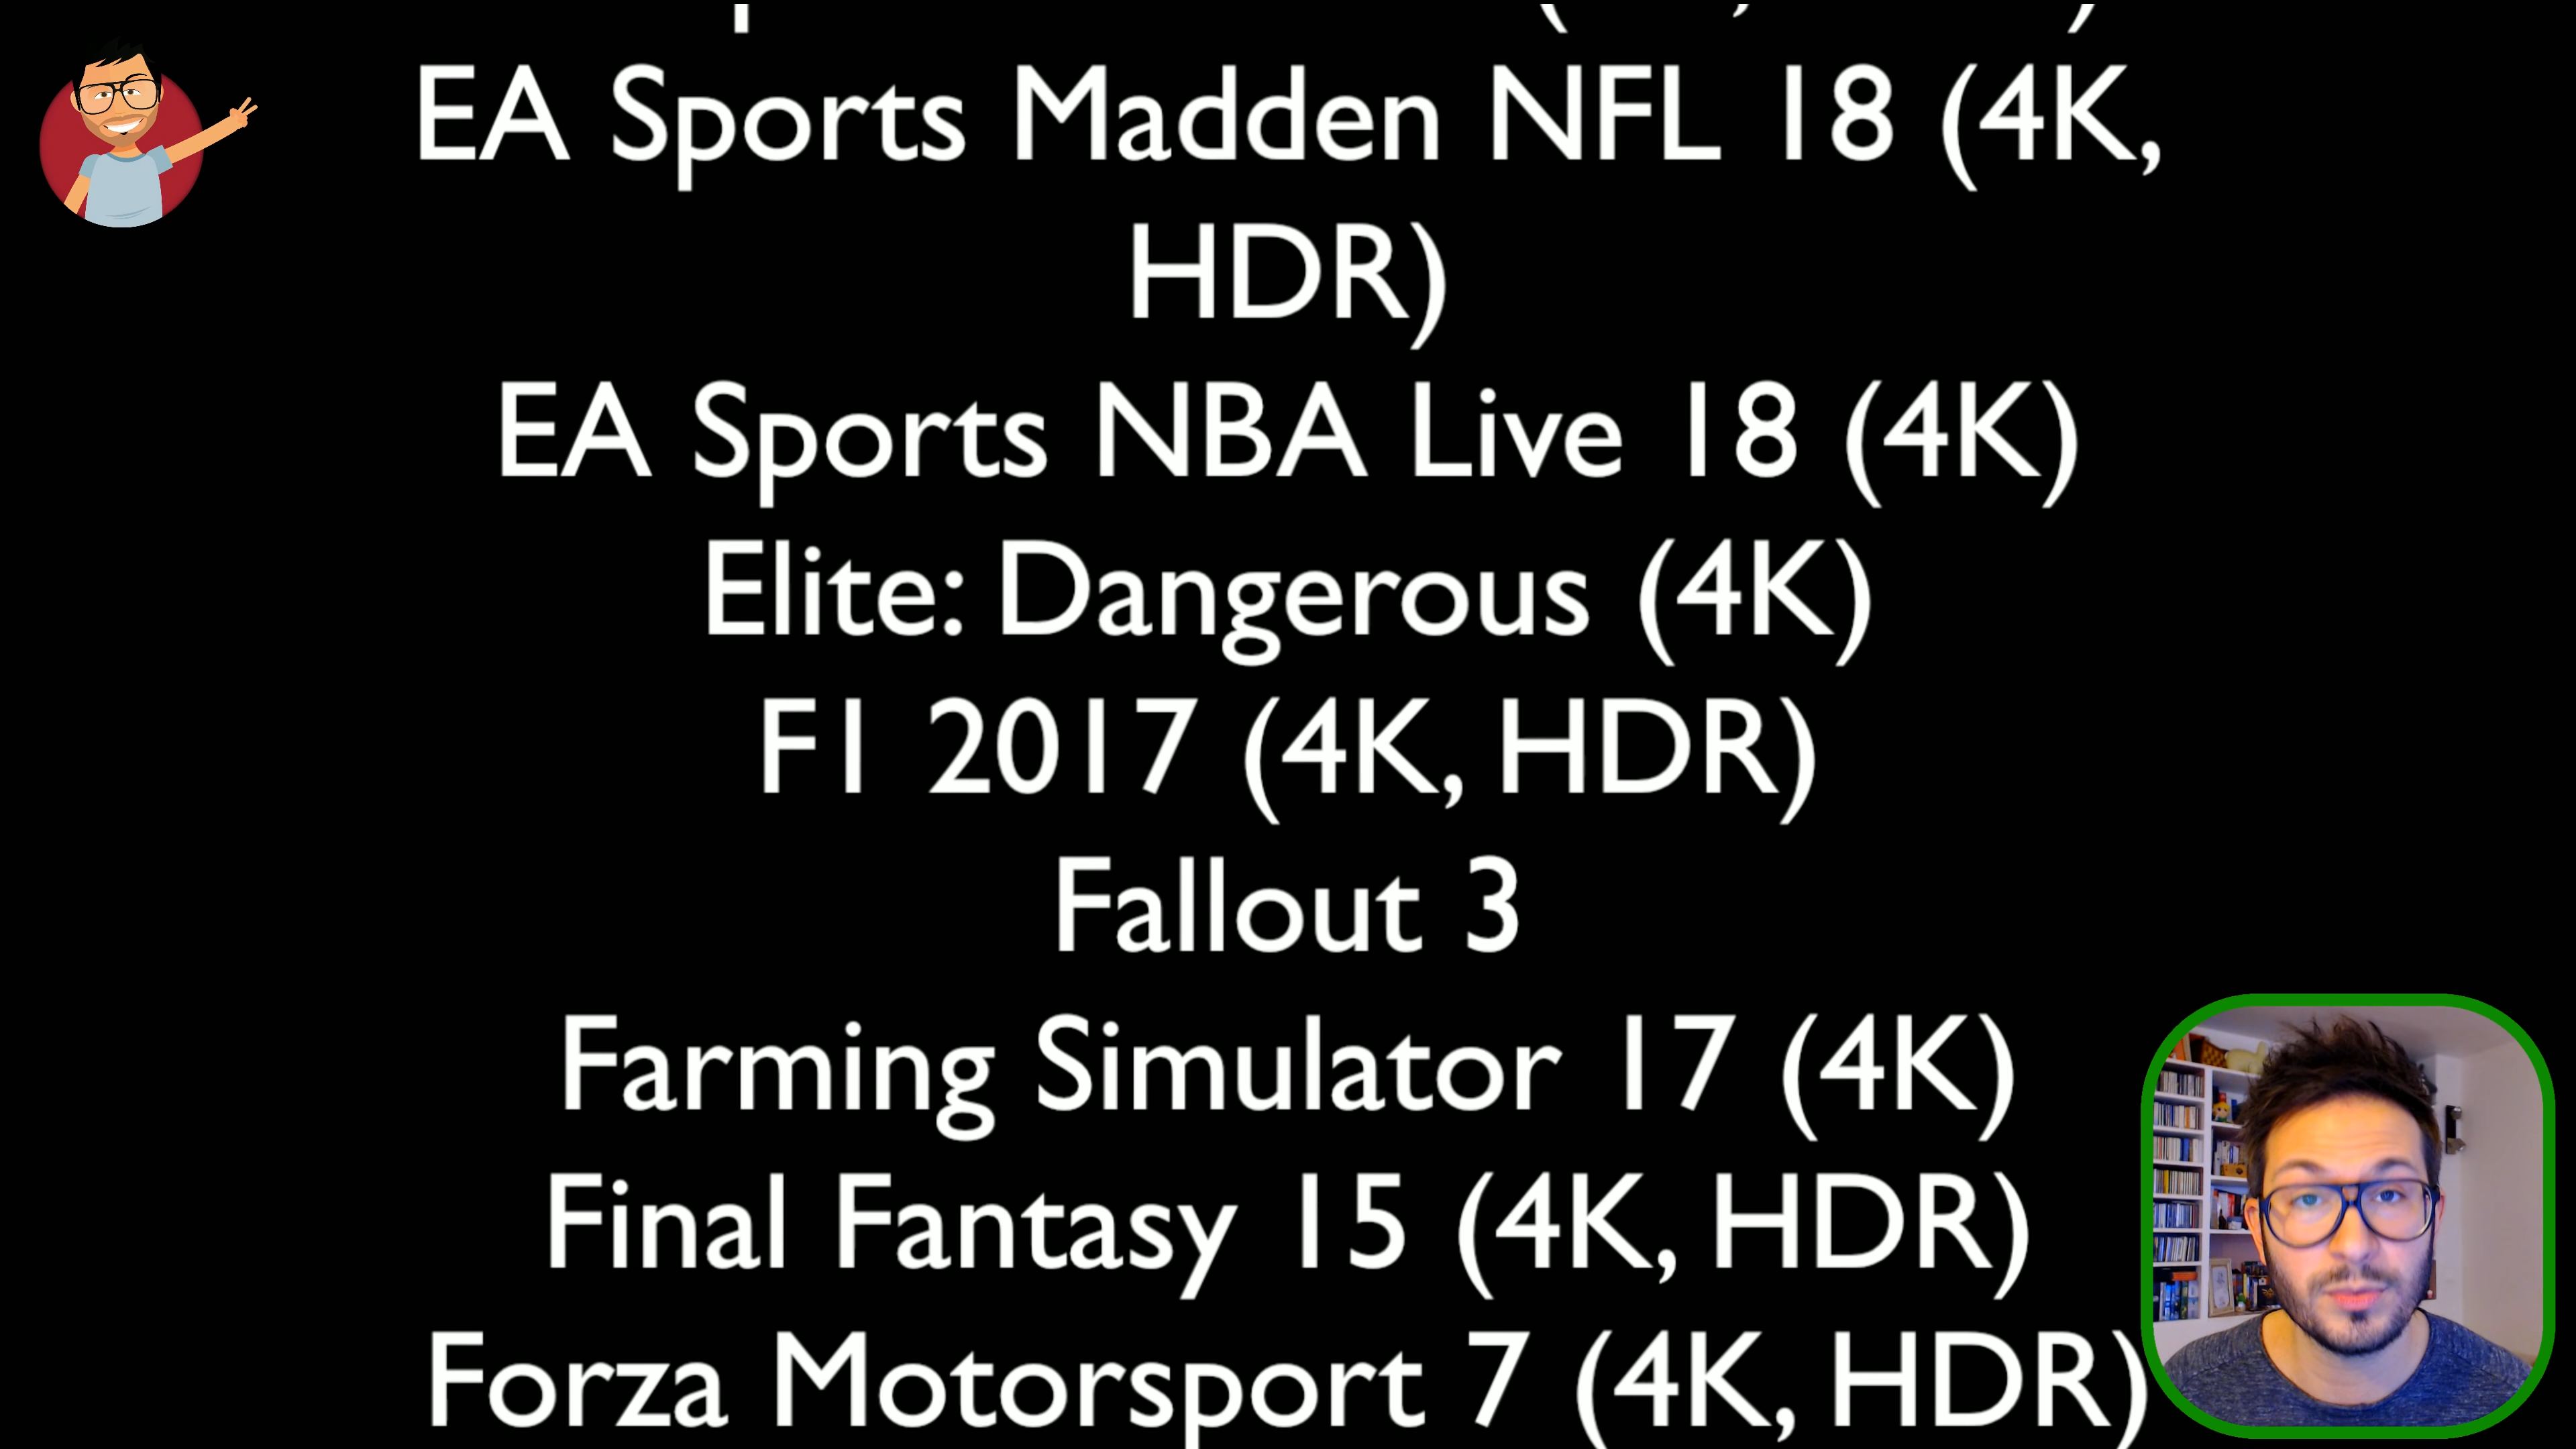 EA Sports Madden NFL 18 (4K,
HDR)
EA Sports NBA Live 18 (4K)
Elite: Dangerous (4K)
F1 2017 (4K, HDR)
Fallout 3
Farming Simulator 17 (4K)
Final Fantasy 15 (4K, HDR)
Forza Motorsport 7 (4K, HDR)